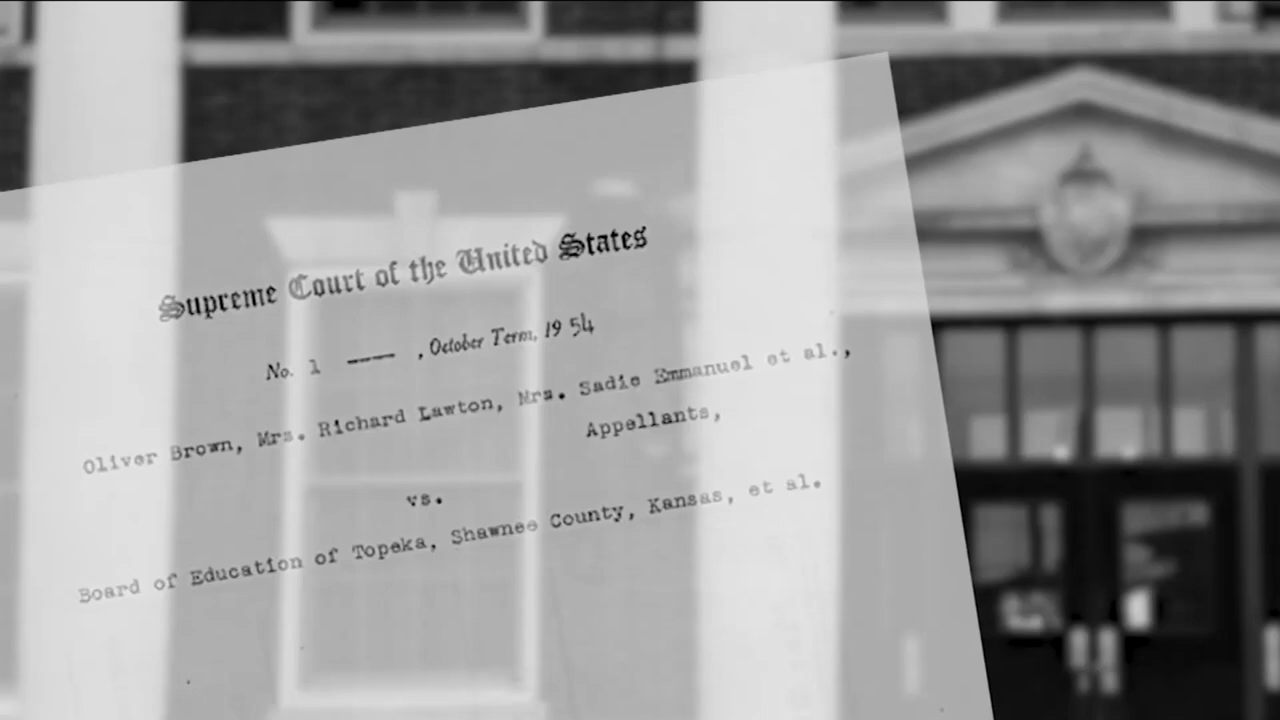 Supreme Court of the United States
No. 1 ----- , October Term, 19 54
Oliver Brown, Mrs. Richard Lawton, Mrs. Sadie Emmanuel et al.,
Appellants,
vs.
Board of Education of Topeka, Shawnee County, Kansas, et al.